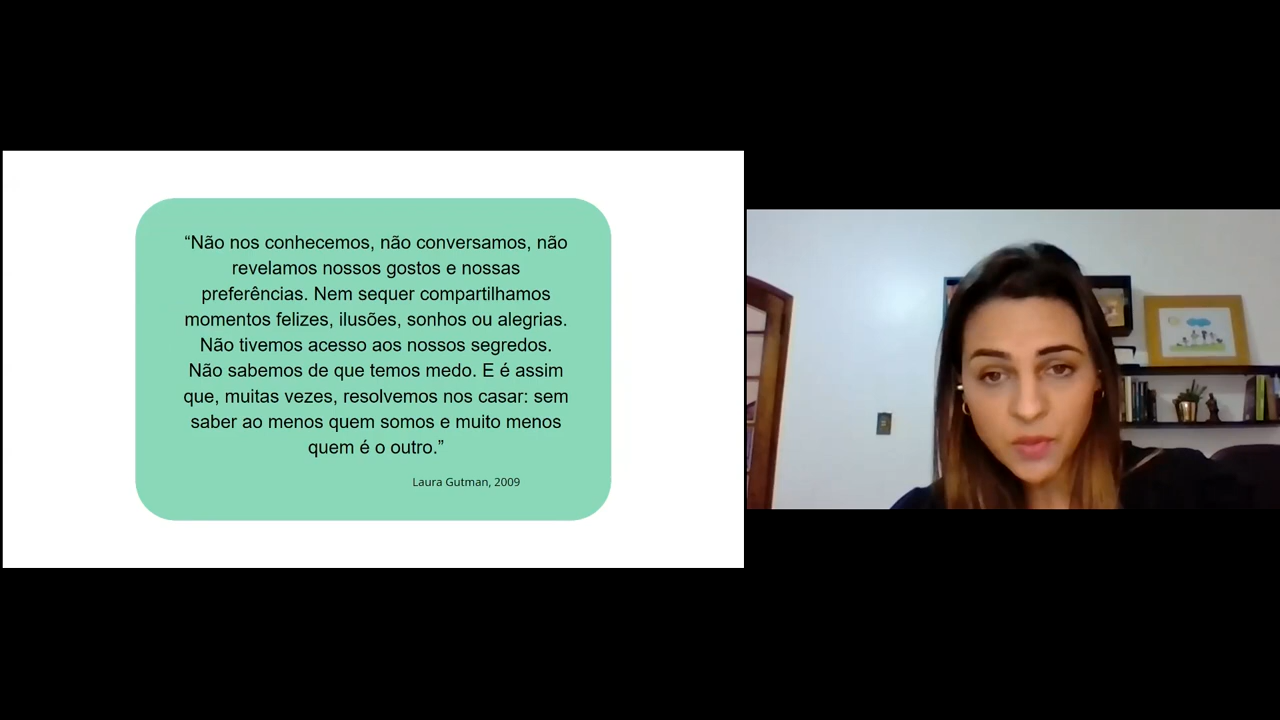 “Não nos conhecemos, não conversamos, não
revelamos nossos gostos e nossas
preferências. Nem sequer compartilhamos
momentos felizes, ilusões, sonhos ou alegrias.
Não tivemos acesso aos nossos segredos.
Não sabemos de que temos medo. E é assim
que, muitas vezes, resolvemos nos casar: sem
saber ao menos quem somos e muito menos
quem é o outro.”
Laura Gutman, 2009